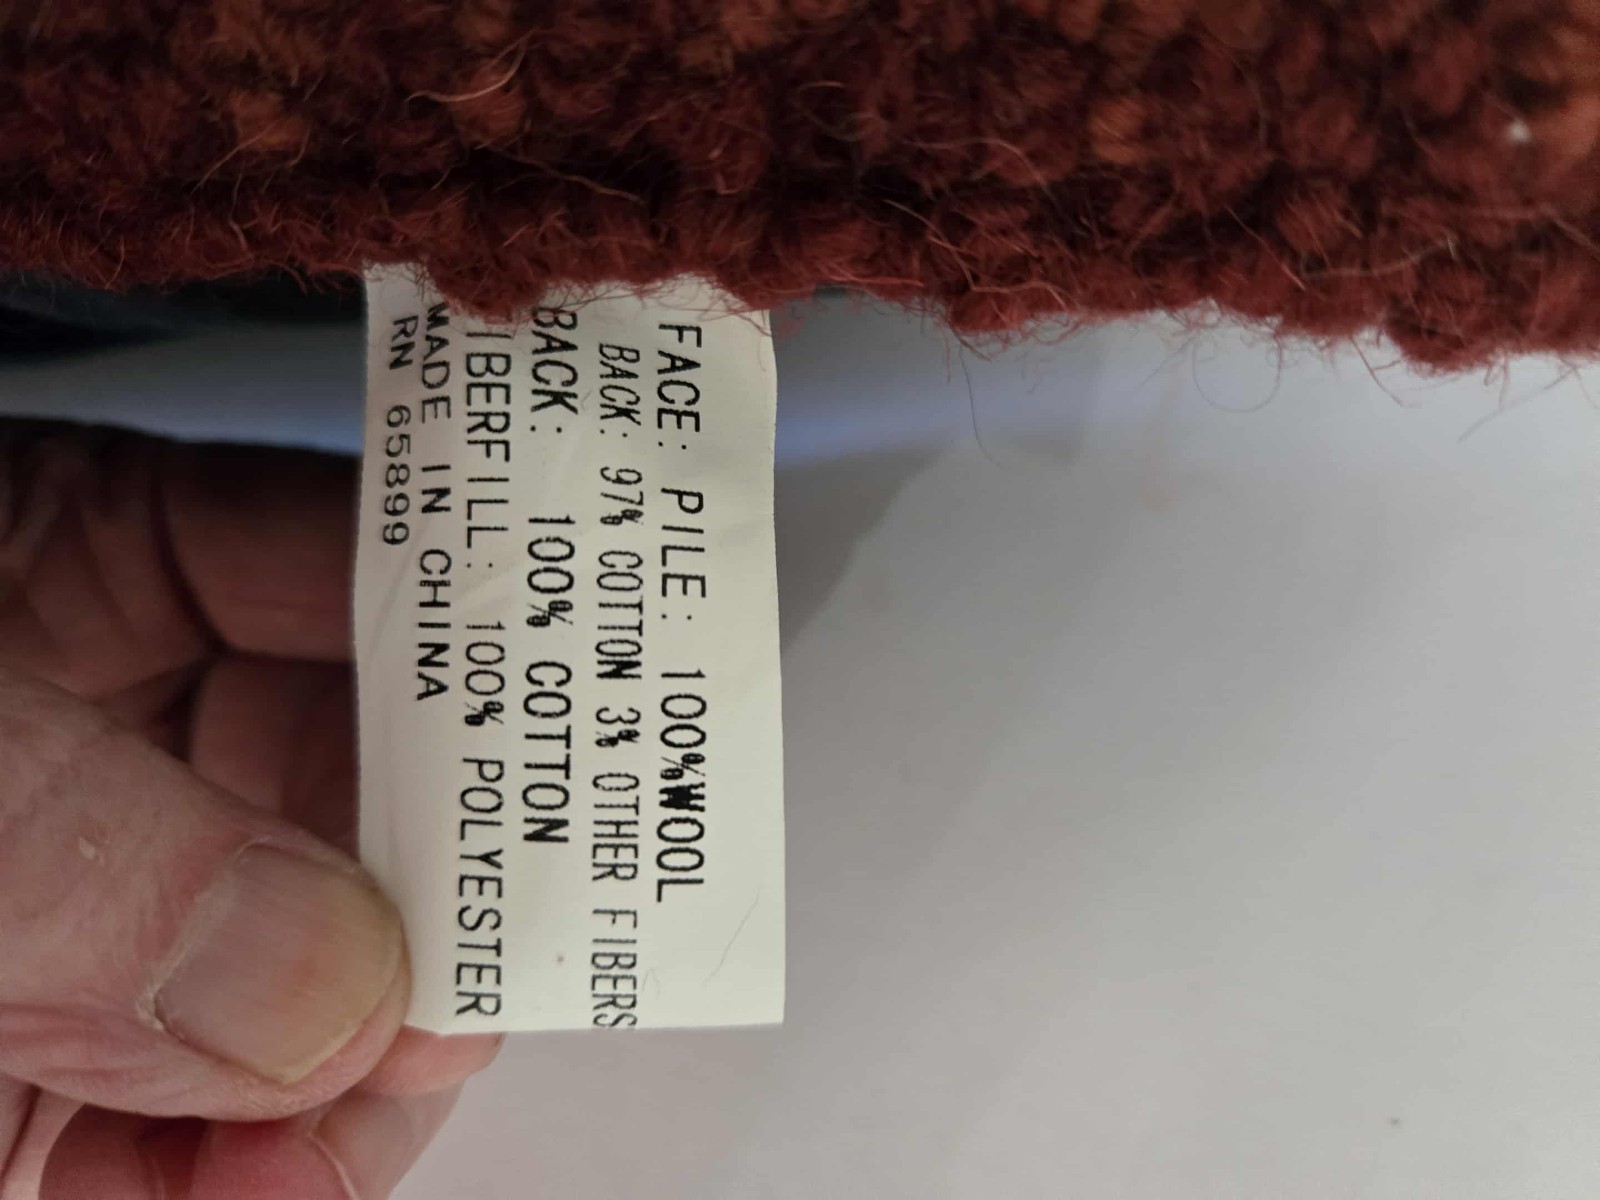 FACE: PILE: 100%WOOL
BACK: 97% COTTON 3% OTHER FIBERS
BACK: 100% COTTON
IBERFILL: 100% POLYESTER
MADE IN CHINA
RN 65899